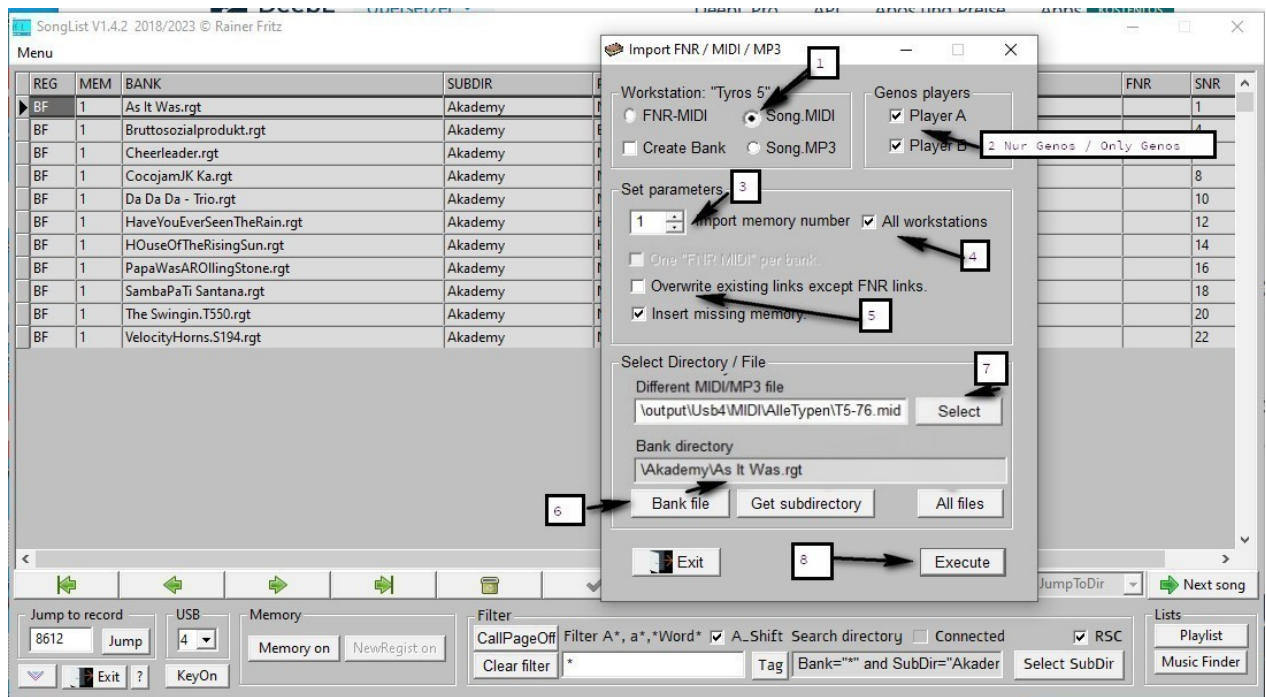 SongList V1.4.2 2018/2023 © Rainer Fritz
Menu
REG MEM BANK SUBDIR FNR SNR
BF 1 As It Was.rgt Akademy 1
BF 1 Bruttosozialprodukt.rgt Akademy 4
BF 1 Cheerleader.rgt Akademy
BF 1 CocojamJK Ka.rgt Akademy 8
BF 1 Da Da Da - Trio.rgt Akademy 10
BF 1 HaveYouEverSeenTheRain.rgt Akademy 12
BF 1 HOuseOfTheRisingSun.rgt Akademy 14
BF 1 PapaWasAROllingStone.rgt Akademy 16
BF 1 SambaPaTi Santana.rgt Akademy 18
BF 1 The Swingin.T550.rgt Akademy 20
BF 1 VelocityHorns.S194.rgt Akademy 22
Import FNR / MIDI / MP3
1
Workstation: "Tyros 5"
FNR-MIDI Song.MIDI
Create Bank Song.MP3
Genos players
Player A
Player B
2 Nur Genos / Only Genos
Set parameters
3
1 Import memory number All workstations
4
One "FNR MIDI" per bank.
Overwrite existing links except FNR links.
5
Insert missing memory.
Select Directory / File
7
Different MIDI/MP3 file
\output\Usb4\MIDI\AlleTypen\T5-76.mid Select
Bank directory
\Akademy\As It Was.rgt
6
Bank file Get subdirectory All files
8
Exit Execute
JumpToDir Next song
Jump to record USB Memory Filter Lists
8612 Jump 4 Memory on NewRegist on CallPageOff Filter A*, a*,*Word* A_Shift Search directory Connected RSC Playlist
Exit ? KeyOn Clear filter * Tag Bank="*" and SubDir="Akader Select SubDir Music Finder